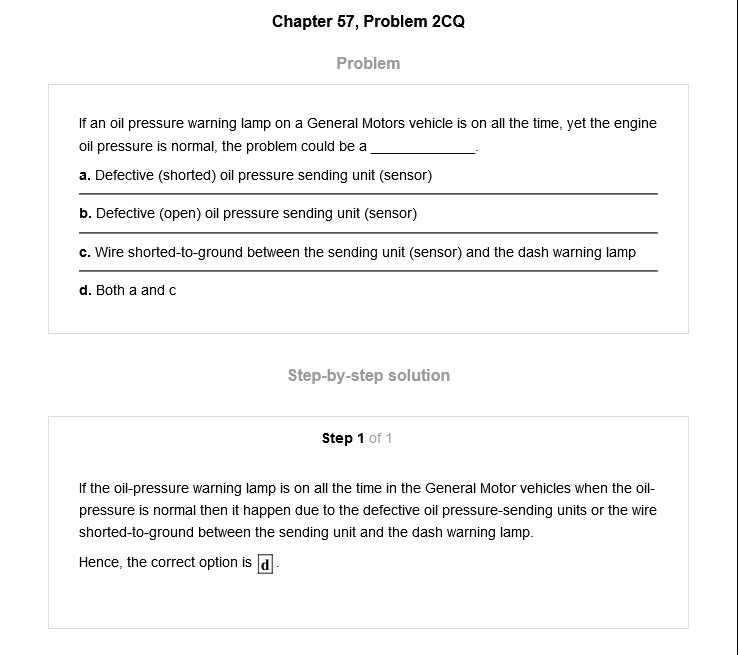 Chapter 57, Problem 2CQ
Problem
If an oil pressure warning lamp on a General Motors vehicle is on all the time, yet the engine
oil pressure is normal, the problem could be a ______________.
a. Defective (shorted) oil pressure sending unit (sensor)
b. Defective (open) oil pressure sending unit (sensor)
c. Wire shorted-to-ground between the sending unit (sensor) and the dash warning lamp
d. Both a and c
Step-by-step solution
Step 1 of 1
If the oil-pressure warning lamp is on all the time in the General Motor vehicles when the oil-
pressure is normal then it happen due to the defective oil pressure-sending units or the wire
shorted-to-ground between the sending unit and the dash warning lamp.
Hence, the correct option is d.